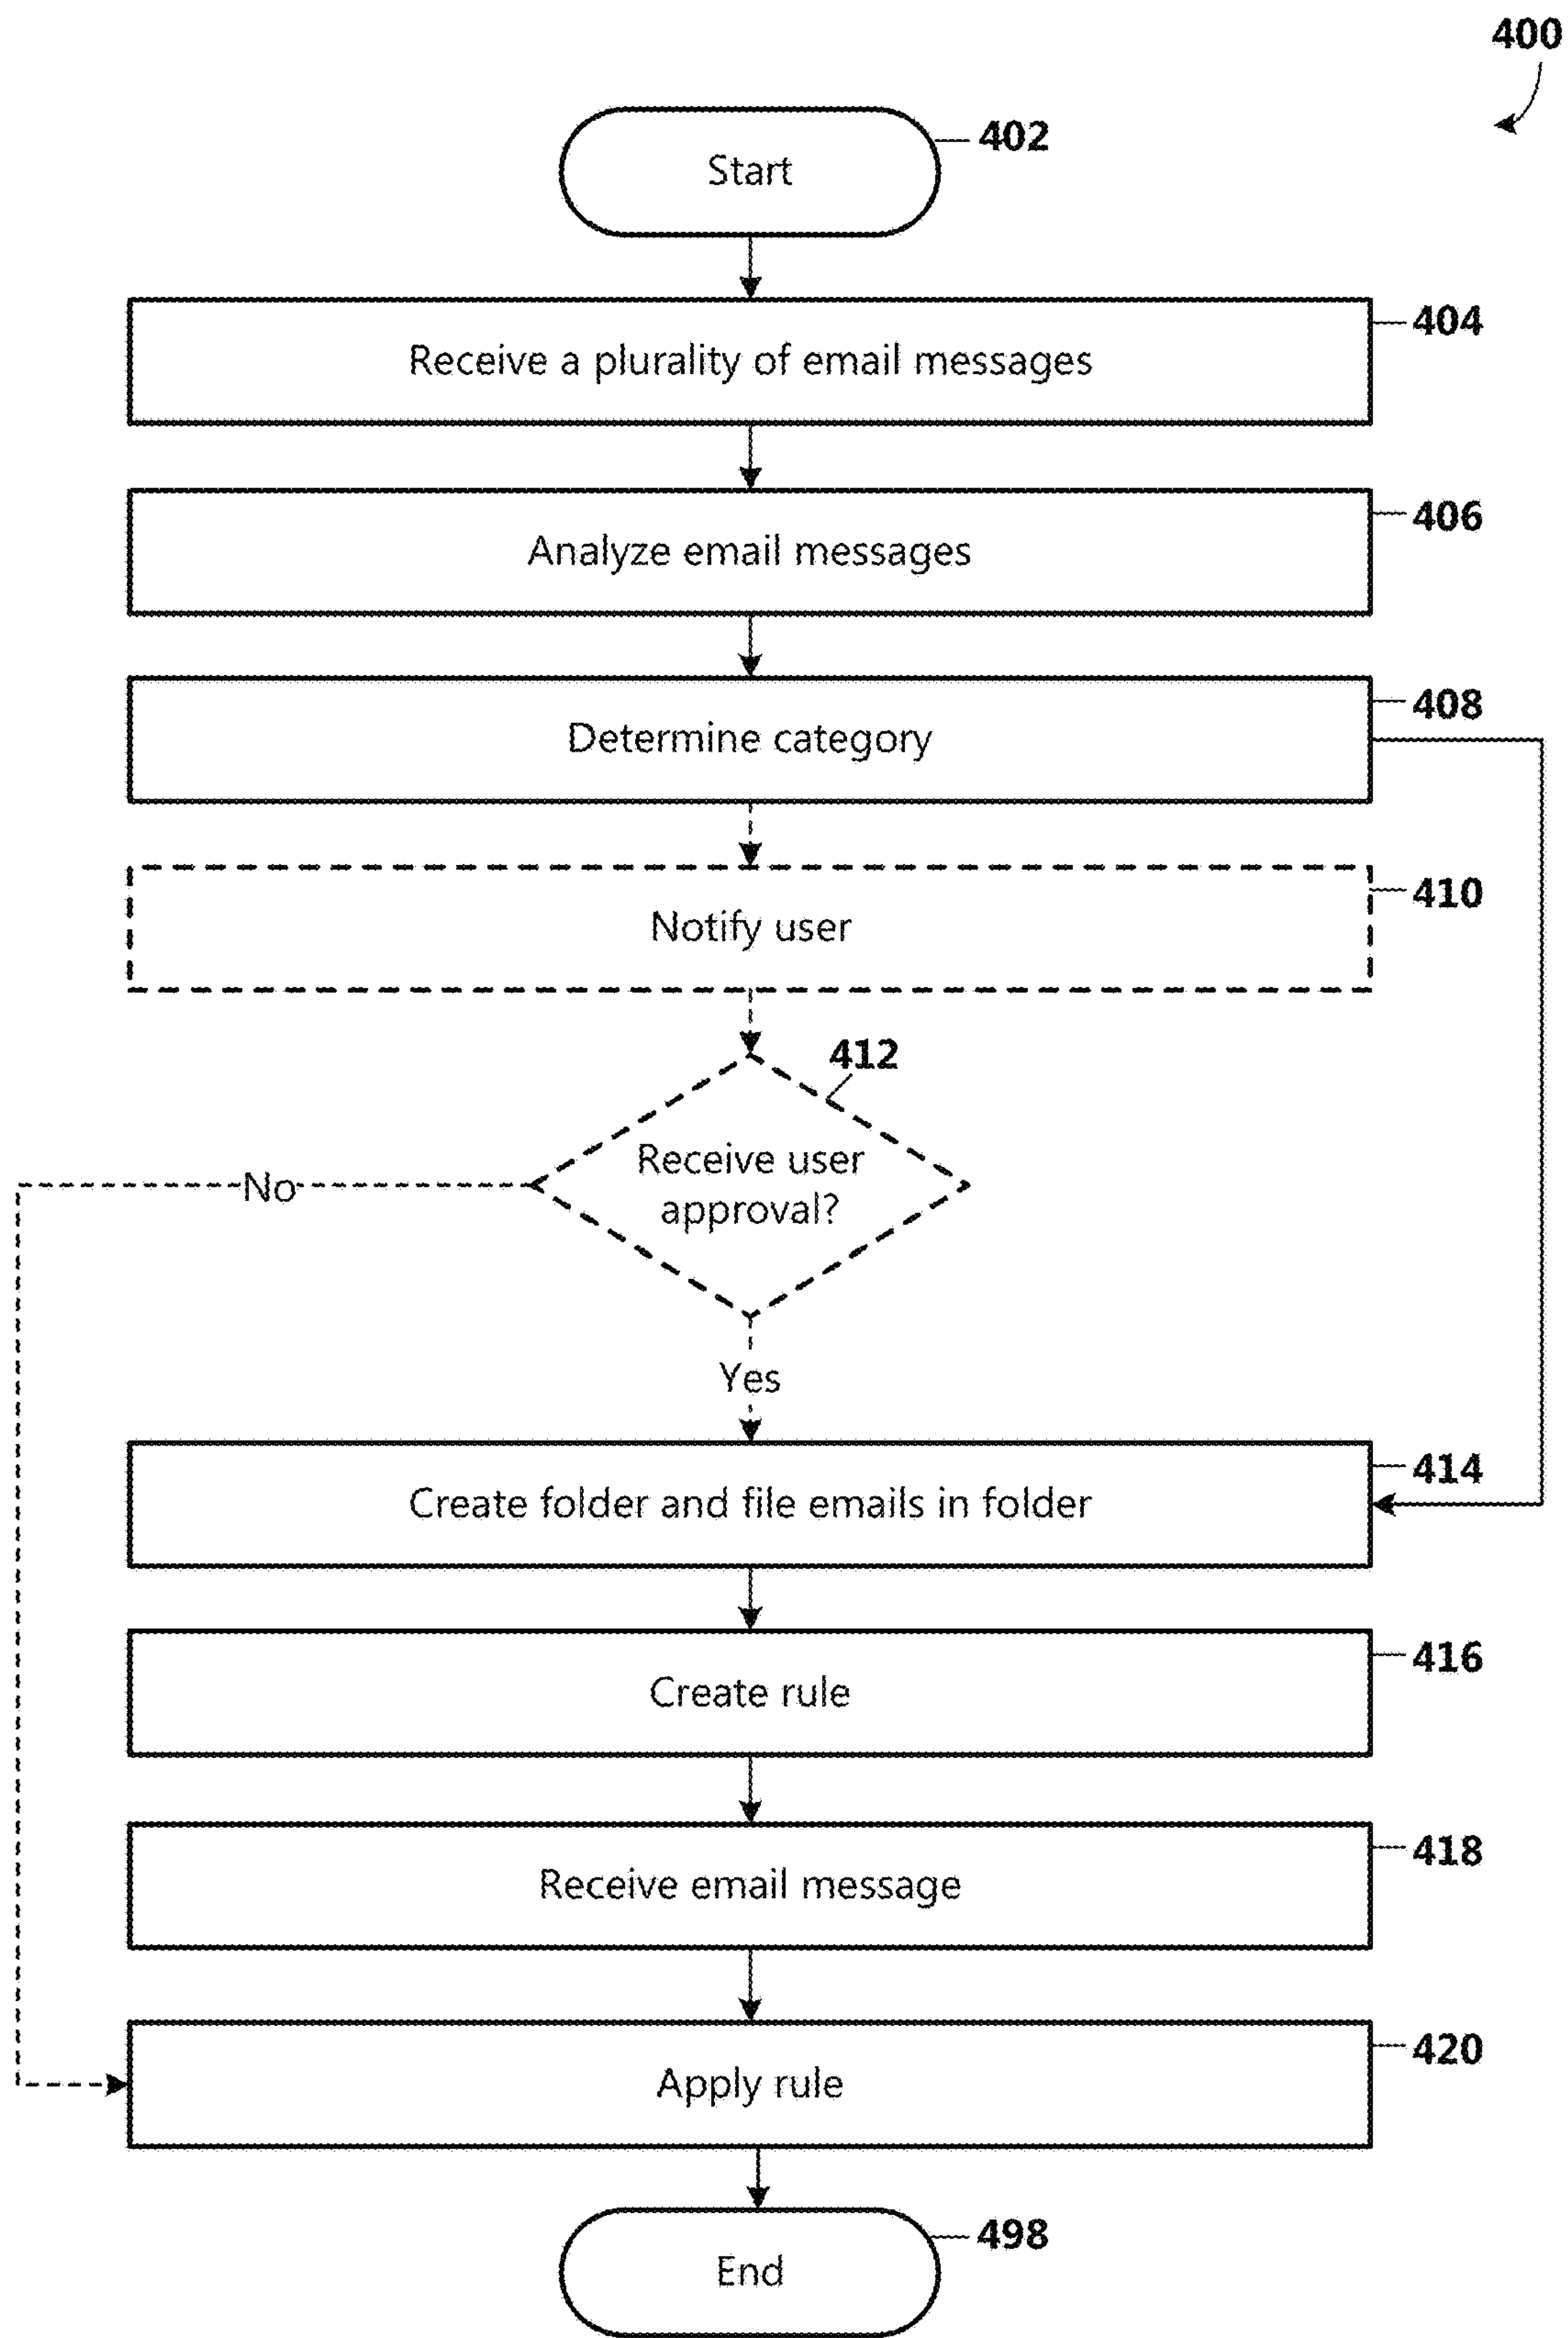 400
Start
402
Receive a plurality of email messages
404
Analyze email messages
406
Determine category
408
Notify user
410
412
Receive user
approval?
No
Yes
Create folder and file emails in folder
414
Create rule
416
Receive email message
418
Apply rule
420
End
498